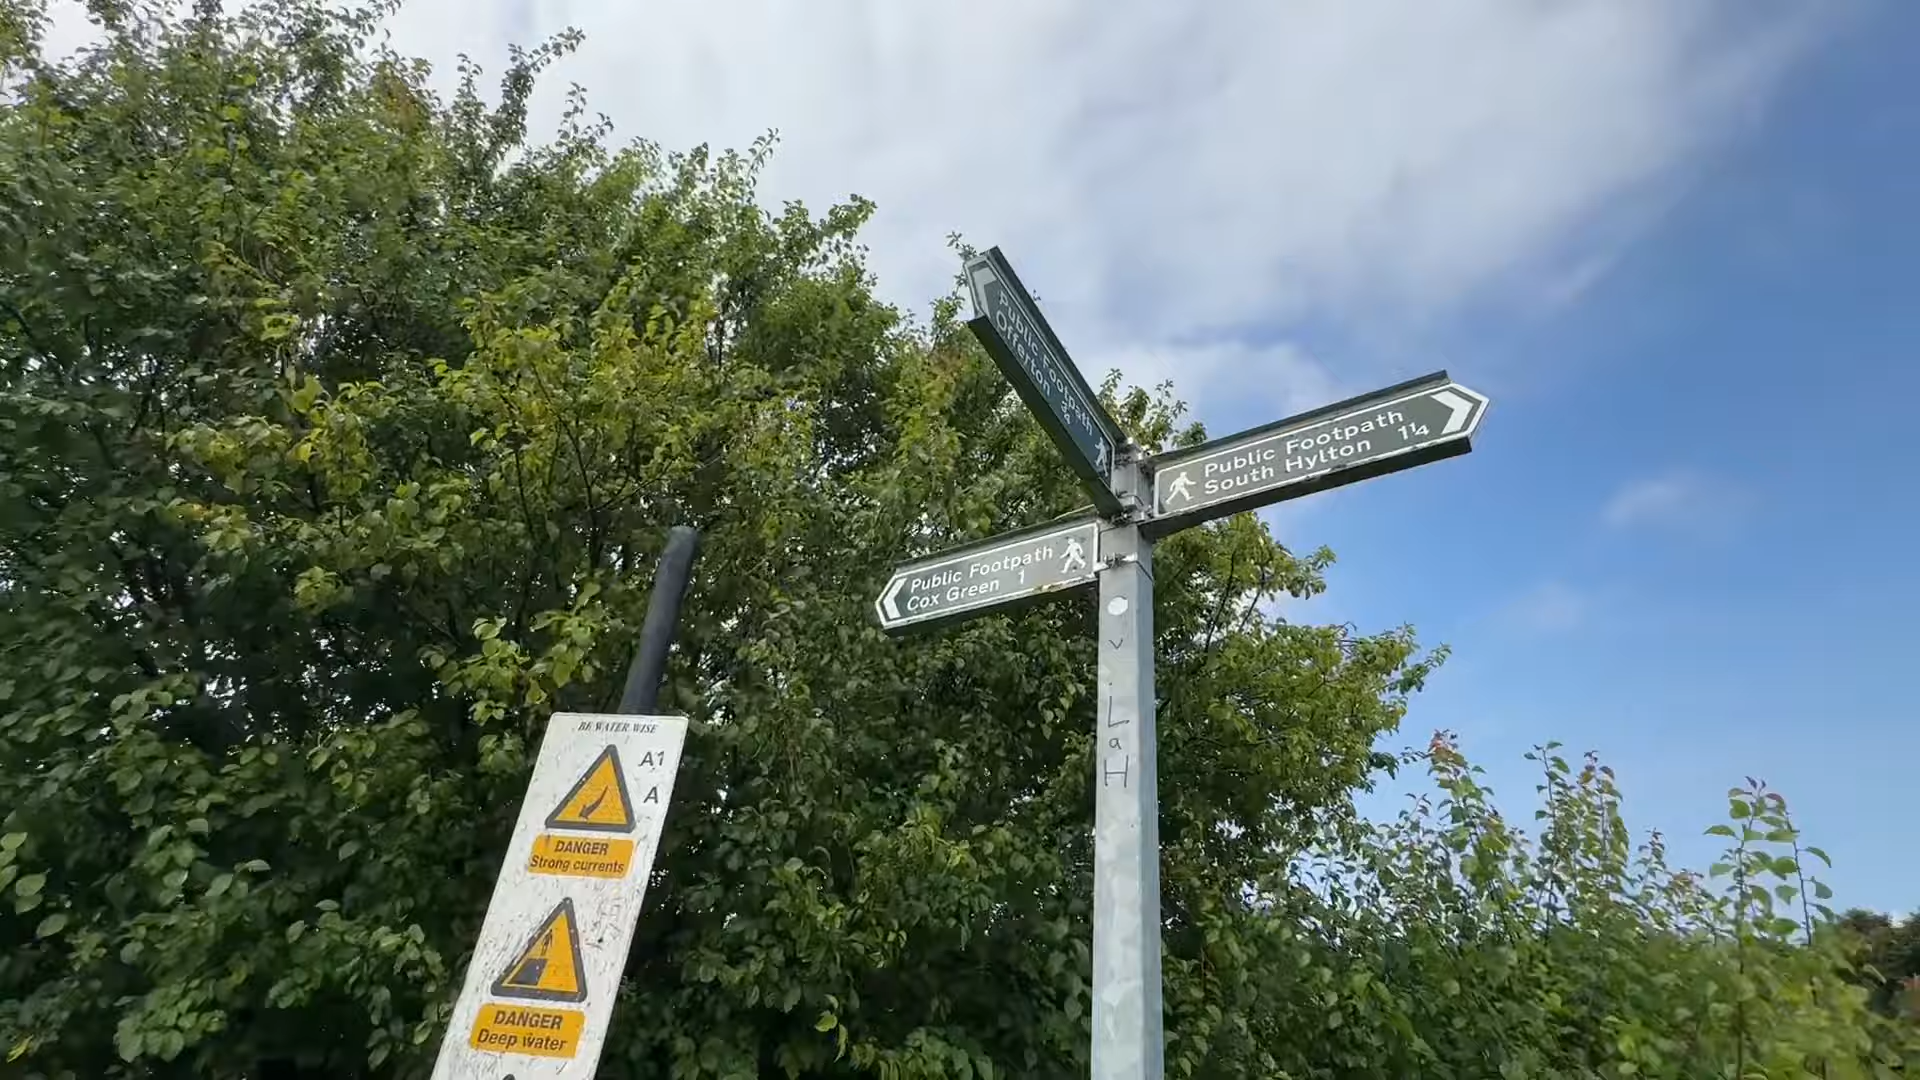 Public Footpath
Offerton ¾
Public Footpath
South Hylton 1¼
Public Footpath
Cox Green 1
v
LaH
BE WATER WISE
A1
A
DANGER
Strong currents
DANGER
Deep water